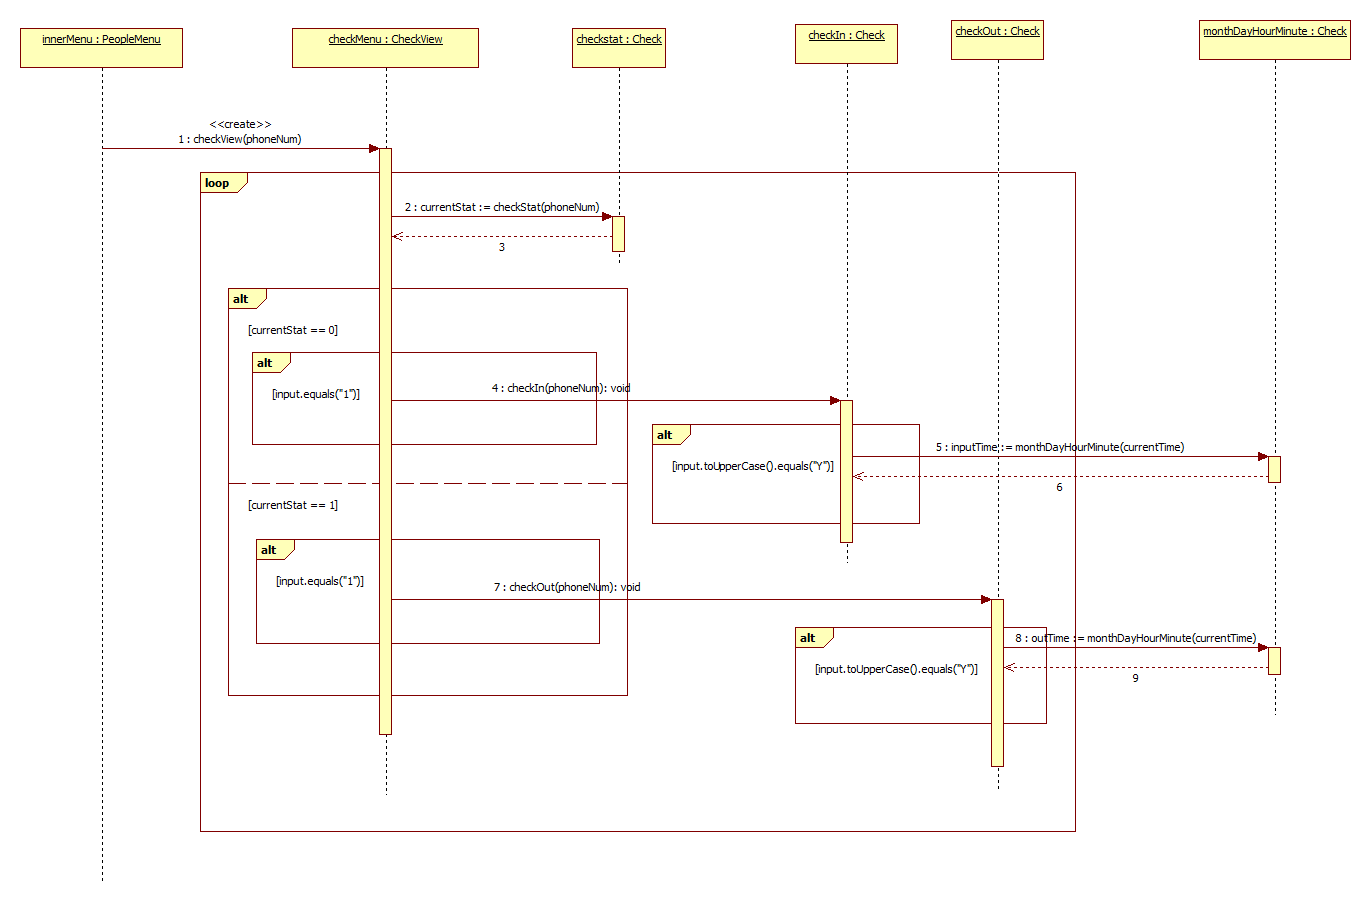 innerMenu : PeopleMenu
checkMenu : CheckView
checkstat : Check
checkIn : Check
checkOut : Check
monthDayHourMinute : Check
<<create>>
1 : checkView(phoneNum)
loop
2 : currentStat := checkStat(phoneNum)
3
alt
[currentStat == 0]
alt
[input.equals("1")]
4 : checkIn(phoneNum): void
alt
[input.toUpperCase().equals("Y")]
5 : inputTime := monthDayHourMinute(currentTime)
6
[currentStat == 1]
alt
[input.equals("1")]
7 : checkOut(phoneNum): void
alt
[input.toUpperCase().equals("Y")]
8 : outTime := monthDayHourMinute(currentTime)
9